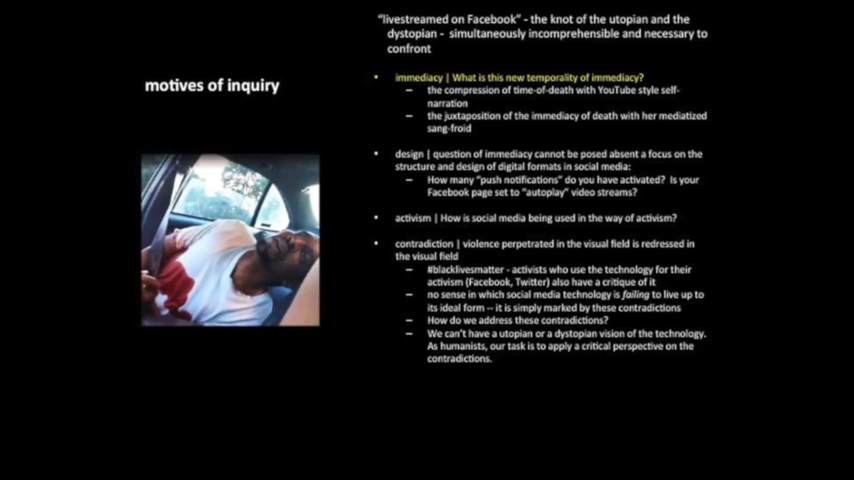 "livestreamed on Facebook" - the knot of the utopian and the
dystopian - simultaneously incomprehensible and necessary to
confront
motives of inquiry
• immediacy | What is this new temporality of immediacy?
– the compression of time-of-death with YouTube style self-
narration
– the juxtaposition of the immediacy of death with her mediatized
sang-froid
• design | question of immediacy cannot be posed absent a focus on the
structure and design of digital formats in social media:
– How many "push notifications" do you have activated? Is your
Facebook page set to "autoplay" video streams?
• activism | How is social media being used in the way of activism?
• contradiction | violence perpetrated in the visual field is redressed in
the visual field
– #blacklivesmatter - activists who use the technology for their
activism (Facebook, Twitter) also have a critique of it
– no sense in which social media technology is failing to live up to
its ideal form -- it is simply marked by these contradictions
– How do we address these contradictions?
– We can't have a utopian or a dystopian vision of the technology.
As humanists, our task is to apply a critical perspective on the
contradictions.